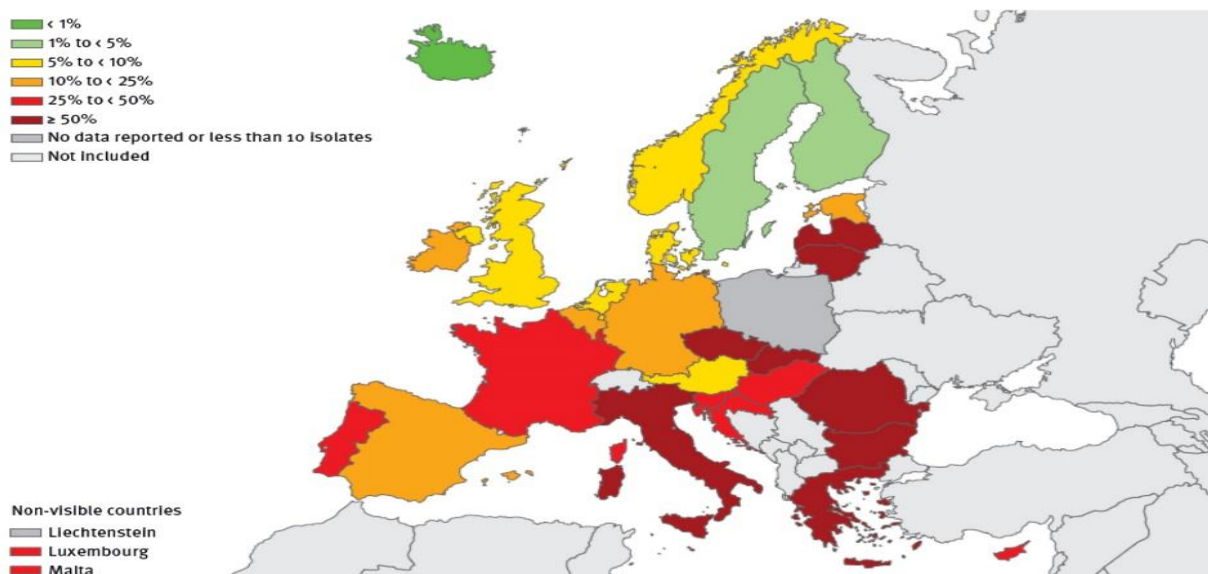 < 1%
1% to < 5%
5% to < 10%
10% to < 25%
25% to < 50%
≥ 50%
No data reported or less than 10 isolates
Not included
Non-visible countries
Liechtenstein
Luxembourg
Malta